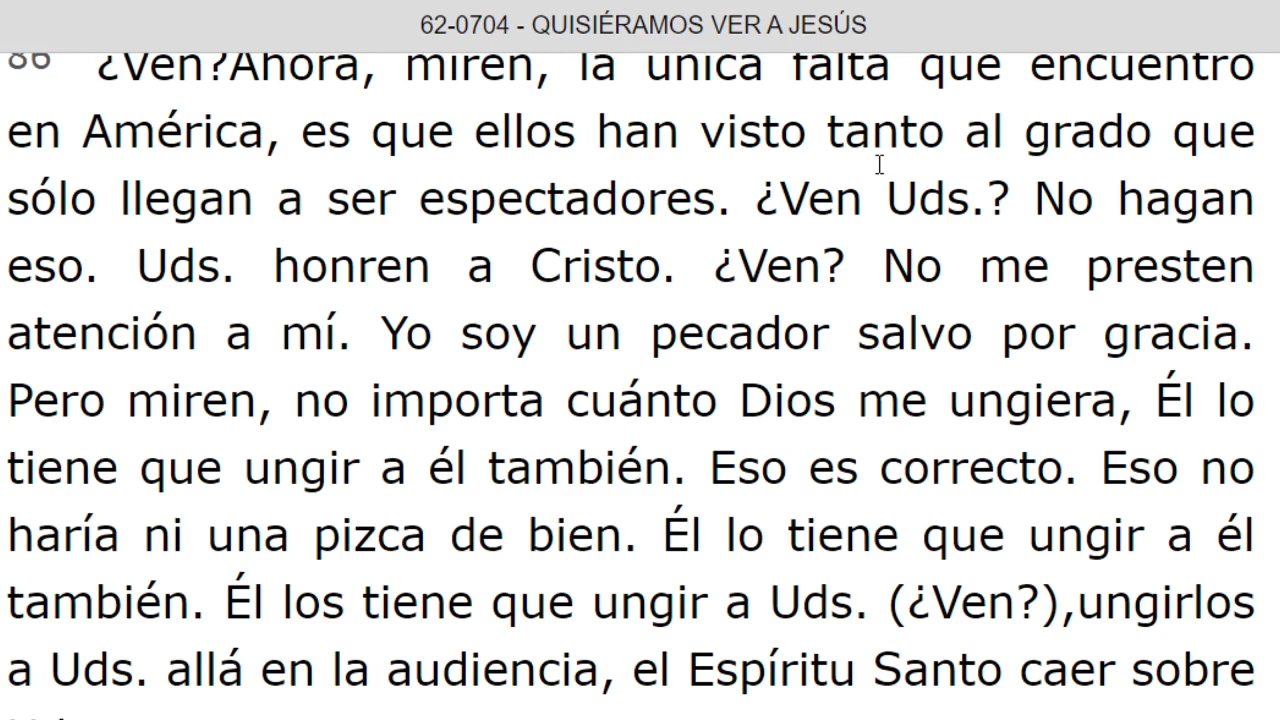 62-0704 - QUISIÉRAMOS VER A JESÚS
86 ¿Ven?Ahora, miren, la única falta que encuentro
en América, es que ellos han visto tanto al grado que
sólo llegan a ser espectadores. ¿Ven Uds.? No hagan
eso. Uds. honren a Cristo. ¿Ven? No me presten
atención a mí. Yo soy un pecador salvo por gracia.
Pero miren, no importa cuánto Dios me ungiera, Él lo
tiene que ungir a él también. Eso es correcto. Eso no
haría ni una pizca de bien. Él lo tiene que ungir a él
también. Él los tiene que ungir a Uds. (¿Ven?),ungirlos
a Uds. allá en la audiencia, el Espíritu Santo caer sobre